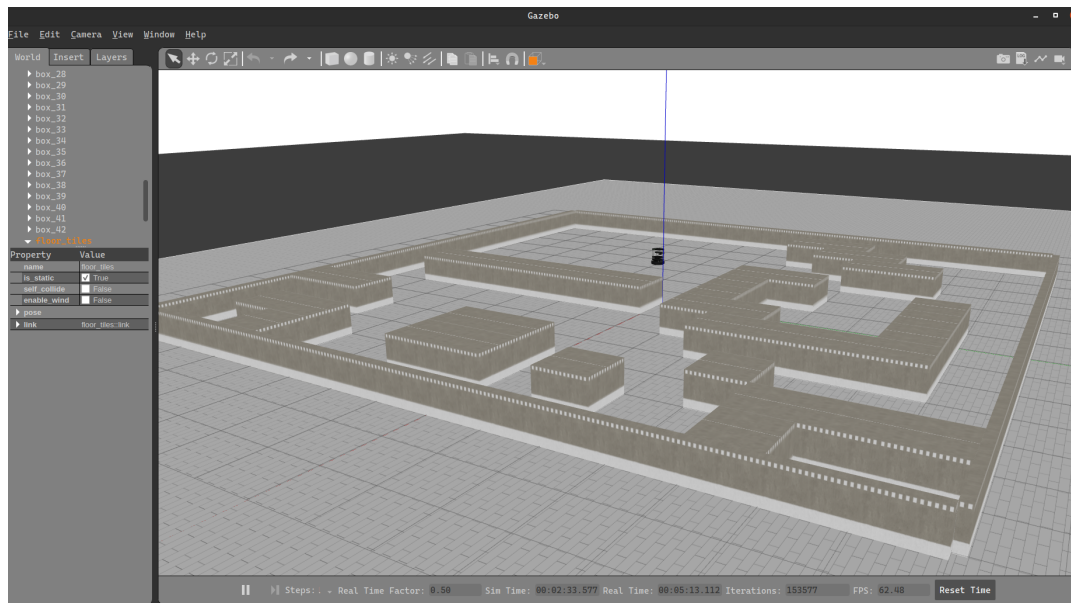 Gazebo
File Edit Camera View Window Help
World Insert Layers
box_28
box_29
box_30
box_31
box_32
box_33
box_34
box_35
box_36
box_37
box_38
box_39
box_40
box_41
box_42
floor_tiles
Property Value
name floor_tiles
is_static True
self_collide False
enable_wind False
pose
link floor_tiles::link
Steps: Real Time Factor: 0.50 Sim Time: 00:02:33.577 Real Time: 00:05:13.112 Iterations: 153577 FPS: 62.48 Reset Time